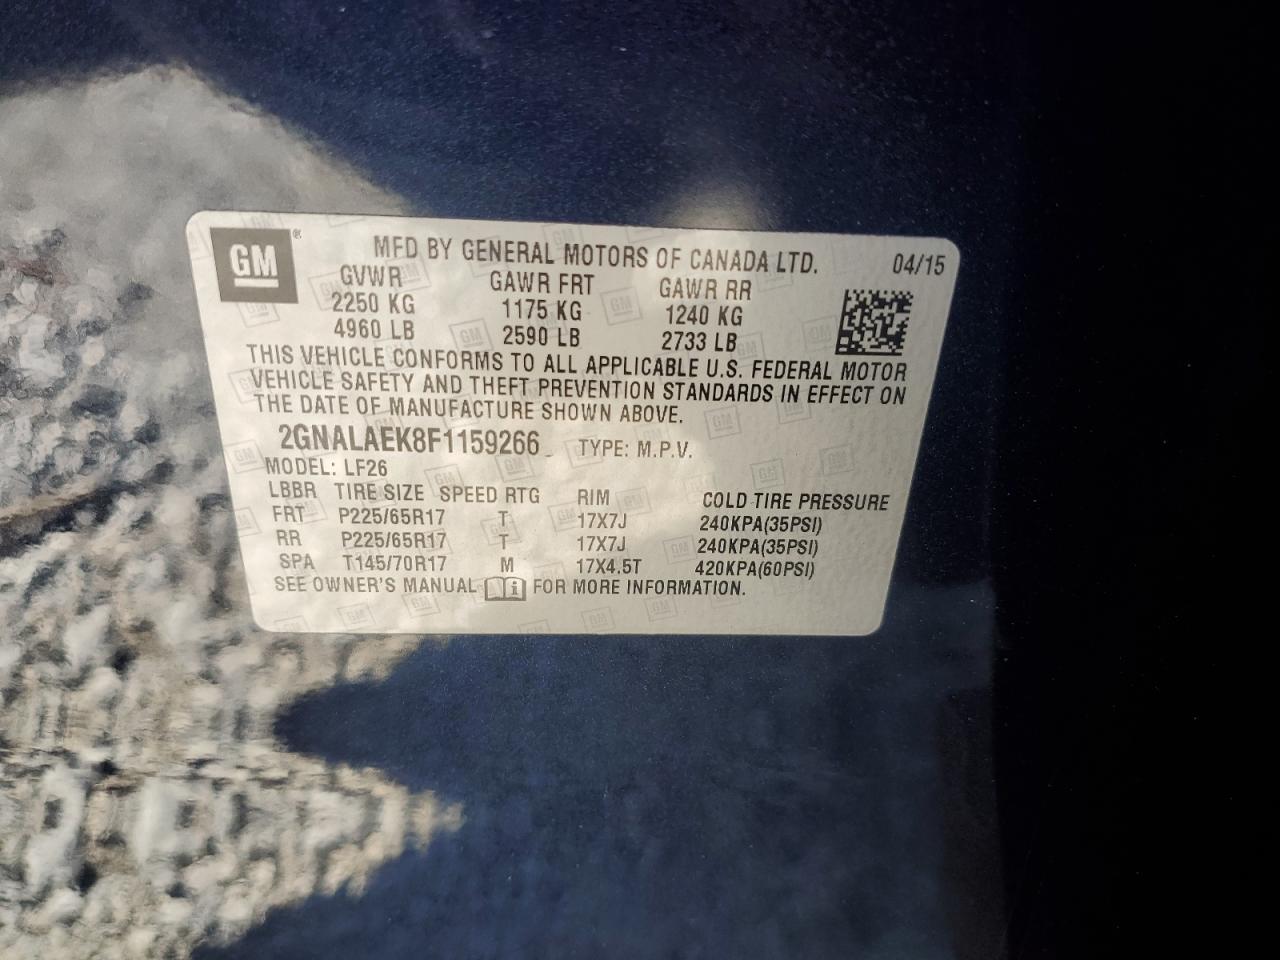 GM®
MFD BY GENERAL MOTORS OF CANADA LTD. 04/15
GVWR GAWR FRT GAWR RR
2250 KG 1175 KG 1240 KG
4960 LB 2590 LB 2733 LB
THIS VEHICLE CONFORMS TO ALL APPLICABLE U.S. FEDERAL MOTOR
VEHICLE SAFETY AND THEFT PREVENTION STANDARDS IN EFFECT ON
THE DATE OF MANUFACTURE SHOWN ABOVE.
2GNALAEK8F1159266 TYPE: M.P.V.
MODEL: LF26
LBBR TIRE SIZE SPEED RTG RIM COLD TIRE PRESSURE
FRT P225/65R17 T 17X7J 240KPA(35PSI)
RR P225/65R17 T 17X7J 240KPA(35PSI)
SPA T145/70R17 M 17X4.5T 420KPA(60PSI)
SEE OWNER'S MANUAL FOR MORE INFORMATION.